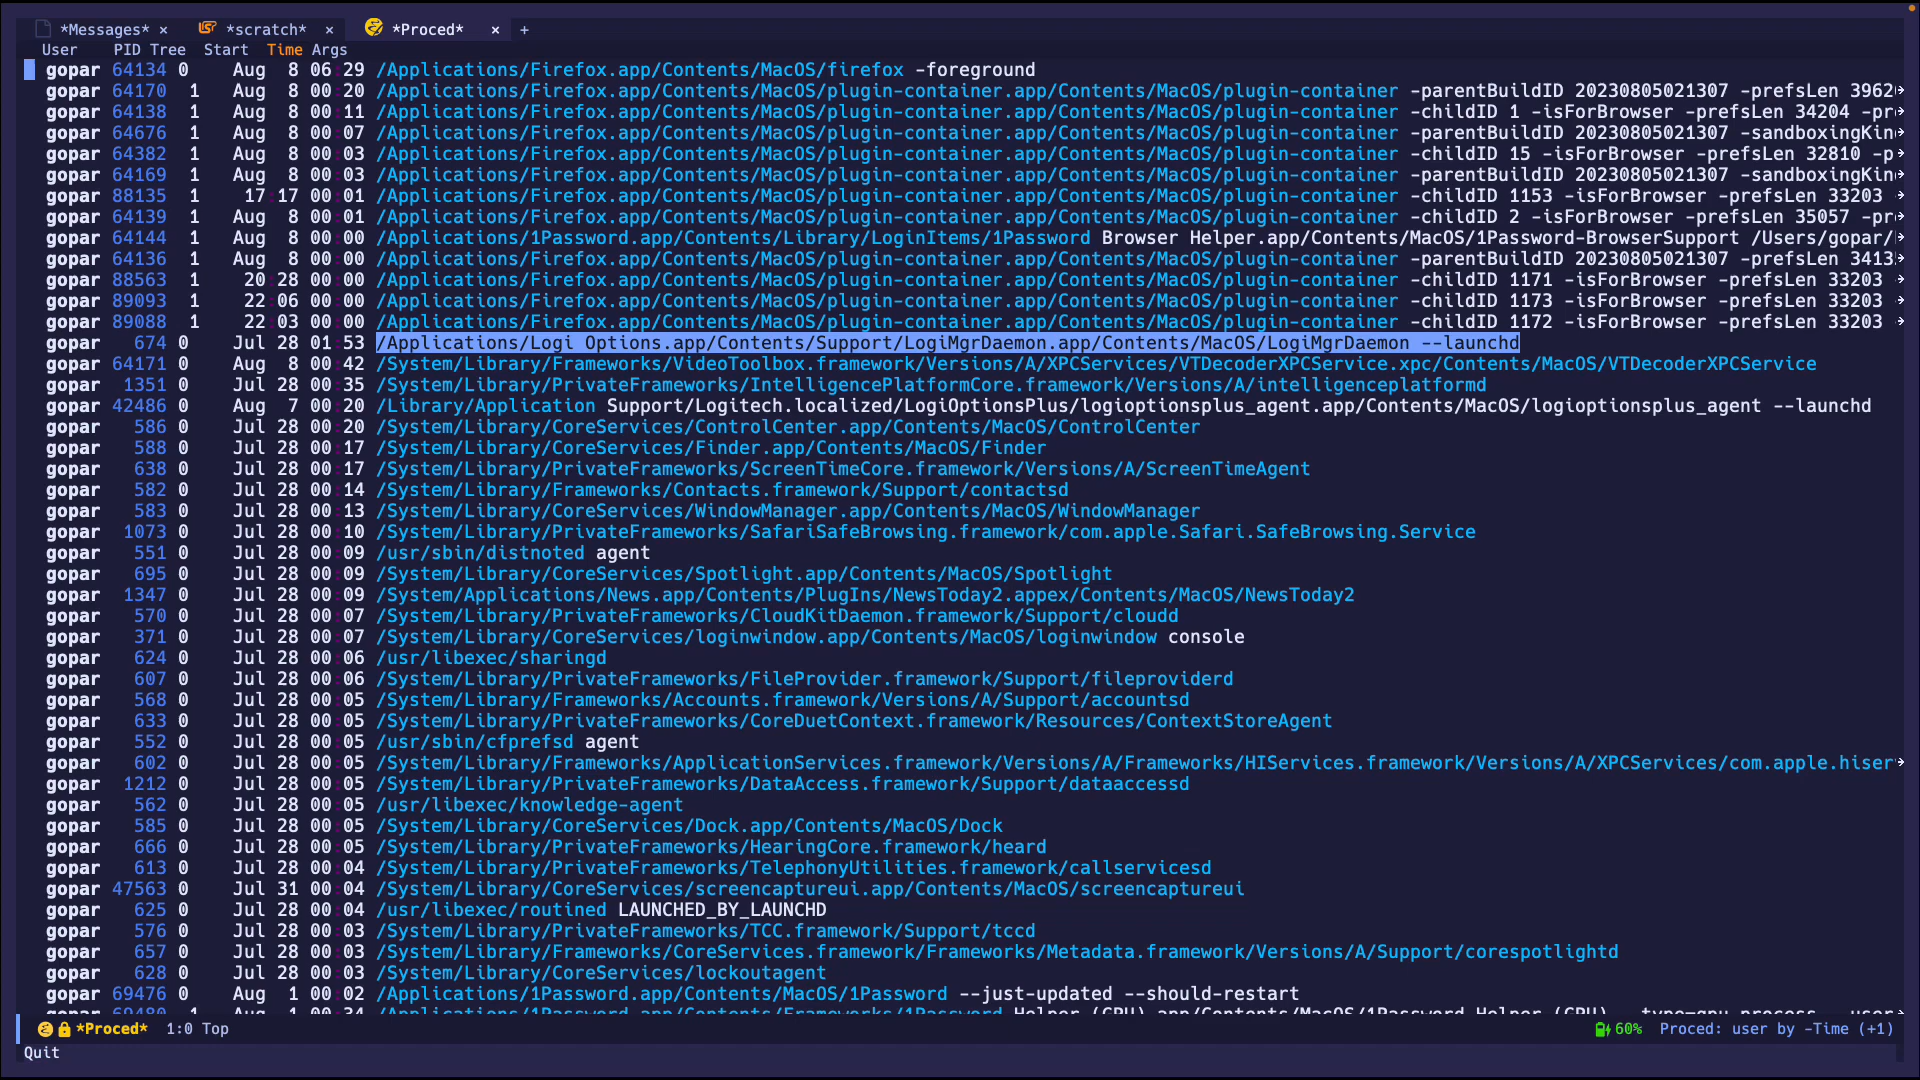 *Messages* × *scratch* × *Proced* × +
User PID Tree Start Time Args
gopar 64134 0 Aug 8 06:29 /Applications/Firefox.app/Contents/MacOS/firefox -foreground
gopar 64170 1 Aug 8 00:20 /Applications/Firefox.app/Contents/MacOS/plugin-container.app/Contents/MacOS/plugin-container -parentBuildID 20230805021307 -prefsLen 3962
gopar 64138 1 Aug 8 00:11 /Applications/Firefox.app/Contents/MacOS/plugin-container.app/Contents/MacOS/plugin-container -childID 1 -isForBrowser -prefsLen 34204 -pr
gopar 64676 1 Aug 8 00:07 /Applications/Firefox.app/Contents/MacOS/plugin-container.app/Contents/MacOS/plugin-container -parentBuildID 20230805021307 -sandboxingKin
gopar 64382 1 Aug 8 00:03 /Applications/Firefox.app/Contents/MacOS/plugin-container.app/Contents/MacOS/plugin-container -childID 15 -isForBrowser -prefsLen 32810 -p
gopar 64169 1 Aug 8 00:03 /Applications/Firefox.app/Contents/MacOS/plugin-container.app/Contents/MacOS/plugin-container -parentBuildID 20230805021307 -sandboxingKin
gopar 88135 1 17:17 00:01 /Applications/Firefox.app/Contents/MacOS/plugin-container.app/Contents/MacOS/plugin-container -childID 1153 -isForBrowser -prefsLen 33203
gopar 64139 1 Aug 8 00:01 /Applications/Firefox.app/Contents/MacOS/plugin-container.app/Contents/MacOS/plugin-container -childID 2 -isForBrowser -prefsLen 35057 -pr
gopar 64144 1 Aug 8 00:00 /Applications/1Password.app/Contents/Library/LoginItems/1Password Browser Helper.app/Contents/MacOS/1Password-BrowserSupport /Users/gopar/
gopar 64136 1 Aug 8 00:00 /Applications/Firefox.app/Contents/MacOS/plugin-container.app/Contents/MacOS/plugin-container -parentBuildID 20230805021307 -prefsLen 3413
gopar 88563 1 20:28 00:00 /Applications/Firefox.app/Contents/MacOS/plugin-container.app/Contents/MacOS/plugin-container -childID 1171 -isForBrowser -prefsLen 33203
gopar 89093 1 22:06 00:00 /Applications/Firefox.app/Contents/MacOS/plugin-container.app/Contents/MacOS/plugin-container -childID 1173 -isForBrowser -prefsLen 33203
gopar 89088 1 22:03 00:00 /Applications/Firefox.app/Contents/MacOS/plugin-container.app/Contents/MacOS/plugin-container -childID 1172 -isForBrowser -prefsLen 33203
gopar 674 0 Jul 28 01:53 /Applications/Logi Options.app/Contents/Support/LogiMgrDaemon.app/Contents/MacOS/LogiMgrDaemon --launchd
gopar 64171 0 Aug 8 00:42 /System/Library/Frameworks/VideoToolbox.framework/Versions/A/XPCServices/VTDecoderXPCService.xpc/Contents/MacOS/VTDecoderXPCService
gopar 1351 0 Jul 28 00:35 /System/Library/PrivateFrameworks/IntelligencePlatformCore.framework/Versions/A/intelligenceplatformd
gopar 42486 0 Aug 7 00:20 /Library/Application Support/Logitech.localized/LogiOptionsPlus/logioptionsplus_agent.app/Contents/MacOS/logioptionsplus_agent --launchd
gopar 586 0 Jul 28 00:20 /System/Library/CoreServices/ControlCenter.app/Contents/MacOS/ControlCenter
gopar 588 0 Jul 28 00:17 /System/Library/CoreServices/Finder.app/Contents/MacOS/Finder
gopar 638 0 Jul 28 00:17 /System/Library/PrivateFrameworks/ScreenTimeCore.framework/Versions/A/ScreenTimeAgent
gopar 582 0 Jul 28 00:14 /System/Library/Frameworks/Contacts.framework/Support/contactsd
gopar 583 0 Jul 28 00:13 /System/Library/CoreServices/WindowManager.app/Contents/MacOS/WindowManager
gopar 1073 0 Jul 28 00:10 /System/Library/PrivateFrameworks/SafariSafeBrowsing.framework/com.apple.Safari.SafeBrowsing.Service
gopar 551 0 Jul 28 00:09 /usr/sbin/distnoted agent
gopar 695 0 Jul 28 00:09 /System/Library/CoreServices/Spotlight.app/Contents/MacOS/Spotlight
gopar 1347 0 Jul 28 00:09 /System/Applications/News.app/Contents/PlugIns/NewsToday2.appex/Contents/MacOS/NewsToday2
gopar 570 0 Jul 28 00:07 /System/Library/PrivateFrameworks/CloudKitDaemon.framework/Support/cloudd
gopar 371 0 Jul 28 00:07 /System/Library/CoreServices/loginwindow.app/Contents/MacOS/loginwindow console
gopar 624 0 Jul 28 00:06 /usr/libexec/sharingd
gopar 607 0 Jul 28 00:06 /System/Library/PrivateFrameworks/FileProvider.framework/Support/fileproviderd
gopar 568 0 Jul 28 00:05 /System/Library/Frameworks/Accounts.framework/Versions/A/Support/accountsd
gopar 633 0 Jul 28 00:05 /System/Library/PrivateFrameworks/CoreDuetContext.framework/Resources/ContextStoreAgent
gopar 552 0 Jul 28 00:05 /usr/sbin/cfprefsd agent
gopar 602 0 Jul 28 00:05 /System/Library/Frameworks/ApplicationServices.framework/Versions/A/Frameworks/HIServices.framework/Versions/A/XPCServices/com.apple.hiser
gopar 1212 0 Jul 28 00:05 /System/Library/PrivateFrameworks/DataAccess.framework/Support/dataaccessd
gopar 562 0 Jul 28 00:05 /usr/libexec/knowledge-agent
gopar 585 0 Jul 28 00:05 /System/Library/CoreServices/Dock.app/Contents/MacOS/Dock
gopar 666 0 Jul 28 00:05 /System/Library/PrivateFrameworks/HearingCore.framework/heard
gopar 613 0 Jul 28 00:04 /System/Library/PrivateFrameworks/TelephonyUtilities.framework/callservicesd
gopar 47563 0 Jul 31 00:04 /System/Library/CoreServices/screencaptureui.app/Contents/MacOS/screencaptureui
gopar 625 0 Jul 28 00:04 /usr/libexec/routined LAUNCHED_BY_LAUNCHD
gopar 576 0 Jul 28 00:03 /System/Library/PrivateFrameworks/TCC.framework/Support/tccd
gopar 657 0 Jul 28 00:03 /System/Library/Frameworks/CoreServices.framework/Frameworks/Metadata.framework/Versions/A/Support/corespotlightd
gopar 628 0 Jul 28 00:03 /System/Library/CoreServices/lockoutagent
gopar 69476 0 Aug 1 00:02 /Applications/1Password.app/Contents/MacOS/1Password --just-updated --should-restart
gopar 69480 1 Aug 1 00:34 /Applications/1Password.app/Contents/Frameworks/1Password Helper (GPU).app/Contents/MacOS/1Password Helper (GPU) --type=gpu-process --user
*Proced* 1:0 Top 60% Proced: user by -Time (+1)
Quit